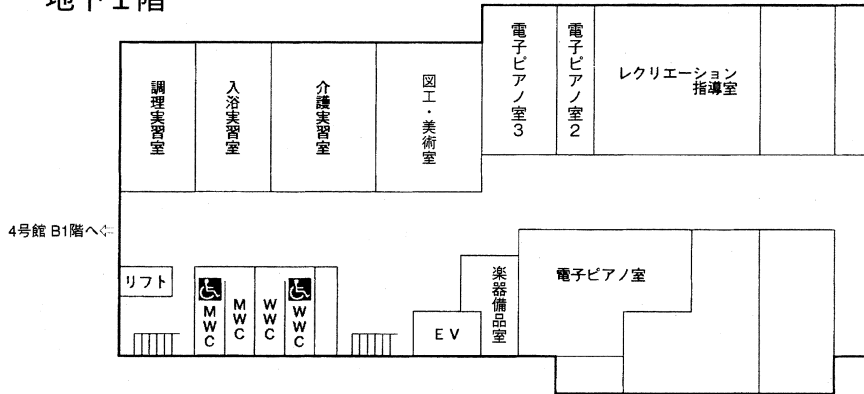 地下1階
調理実習室
入浴実習室
介護実習室
図工・美術室
電子ピアノ室3
電子ピアノ室2
レクリエーション
指導室
4号館 B1階へ⇦
リフト
MWC
MWC
WWC
WWC
EV
楽器備品室
電子ピアノ室